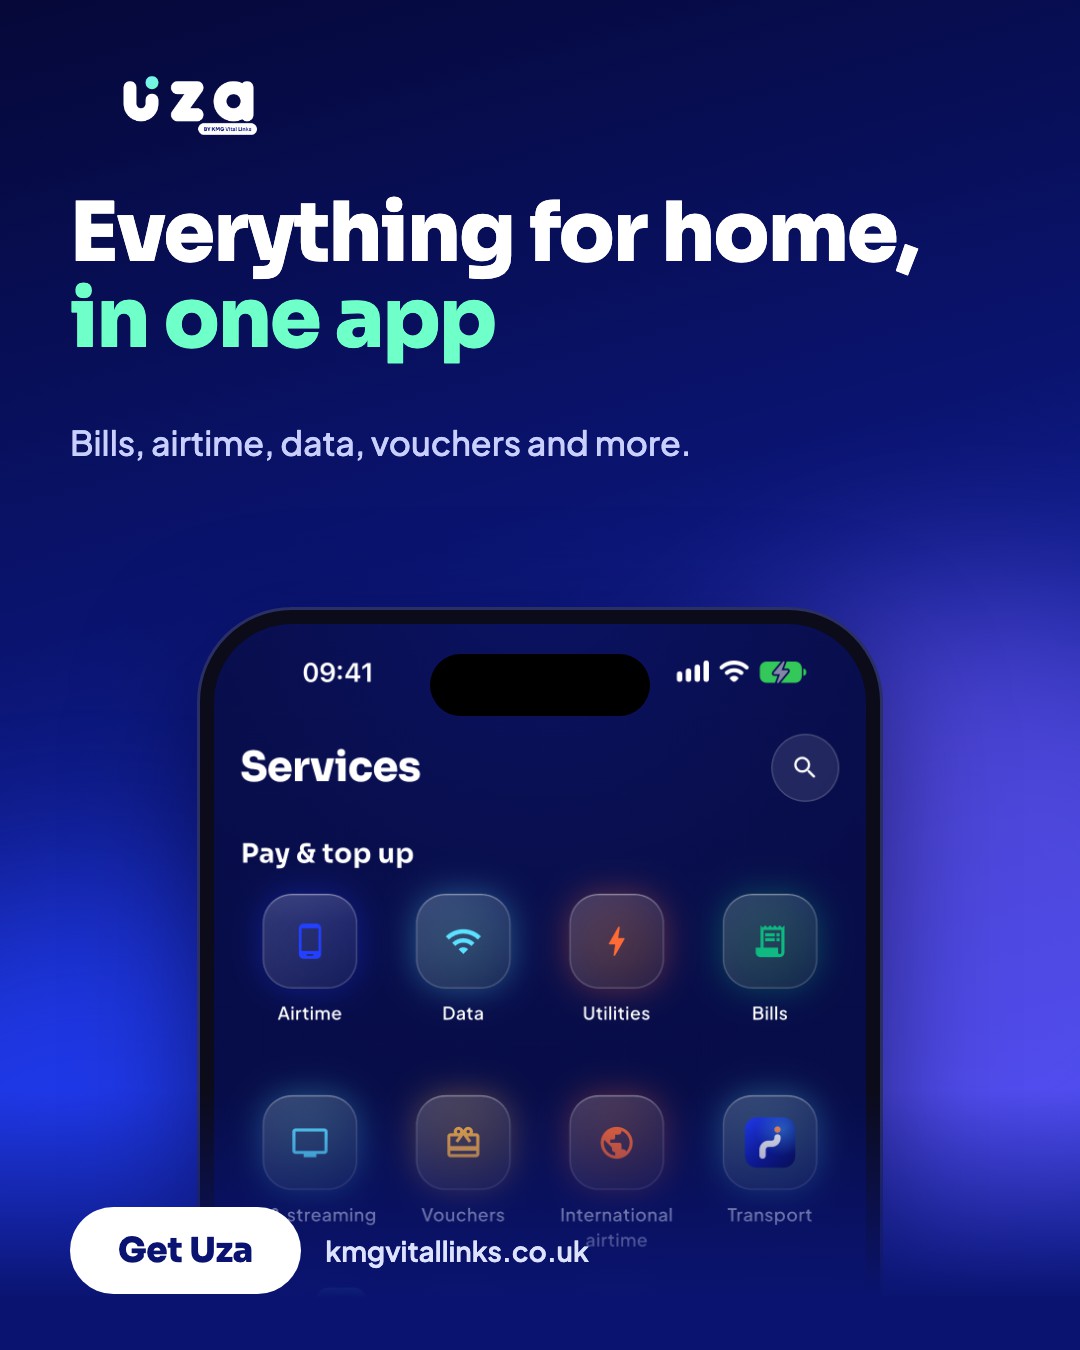 uza
BY KMG Vital Links
Everything for home,
in one app
Bills, airtime, data, vouchers and more.
09:41
Services
Pay & top up
Airtime
Data
Utilities
Bills
streaming
Vouchers
International
airtime
Transport
Get Uza
kmgvitallinks.co.uk